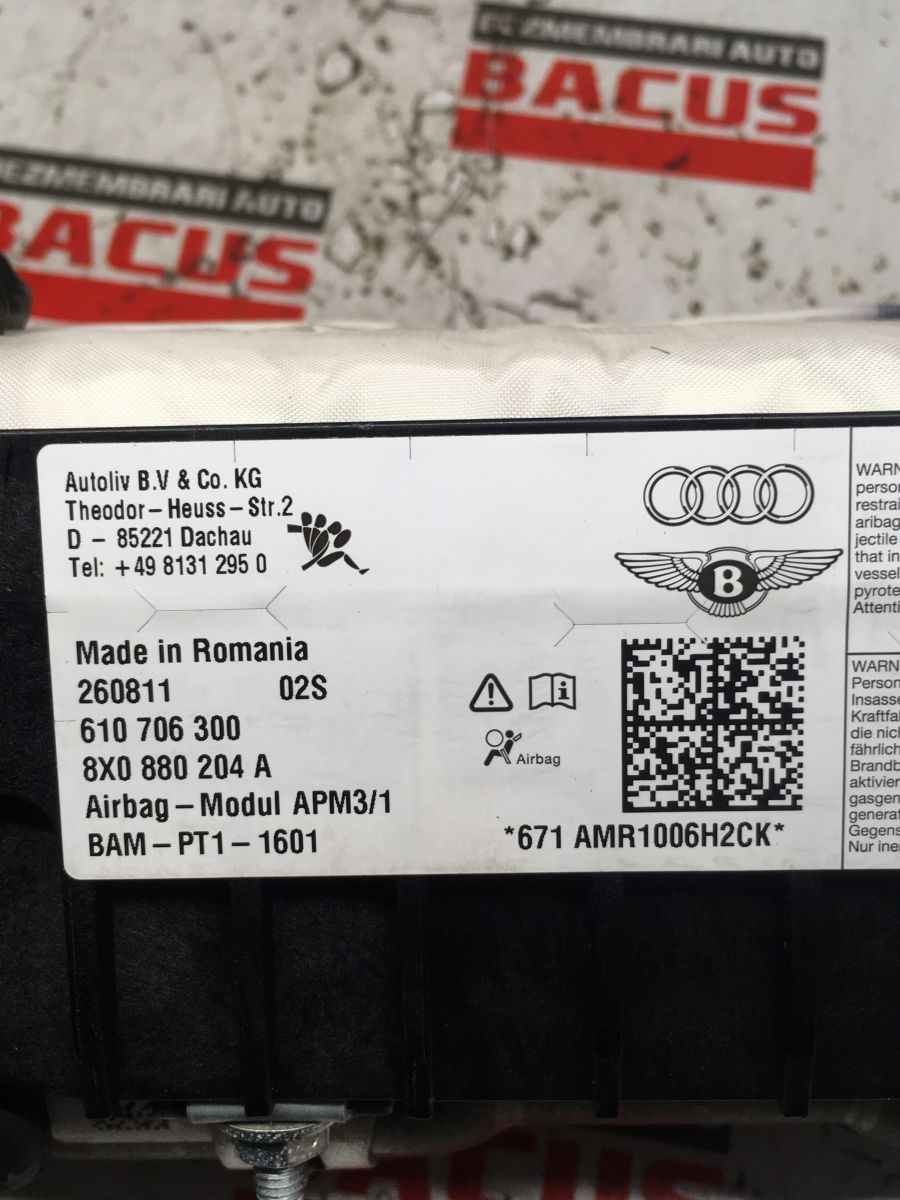 DEZMEMBRARI AUTO
BACUS
DEZMEMBRARI AUTO
BACUS
Autoliv B.V & Co. KG
Theodor-Heuss-Str.2
D - 85221 Dachau
Tel: +49 8131 295 0
B
Made in Romania
260811 02S
610 706 300
8X0 880 204 A
Airbag-Modul APM3/1
BAM-PT1-1601
Airbag
*671 AMR1006H2CK*
WARN
person
restrai
aribag
jectile
that in
vessel
pyrote
Attenti
WARN
Person
Insasse
Kraftfa
die nich
fährlich
Brandb
aktivier
gasgen
generat
Gegens
Nur iner
BACUS